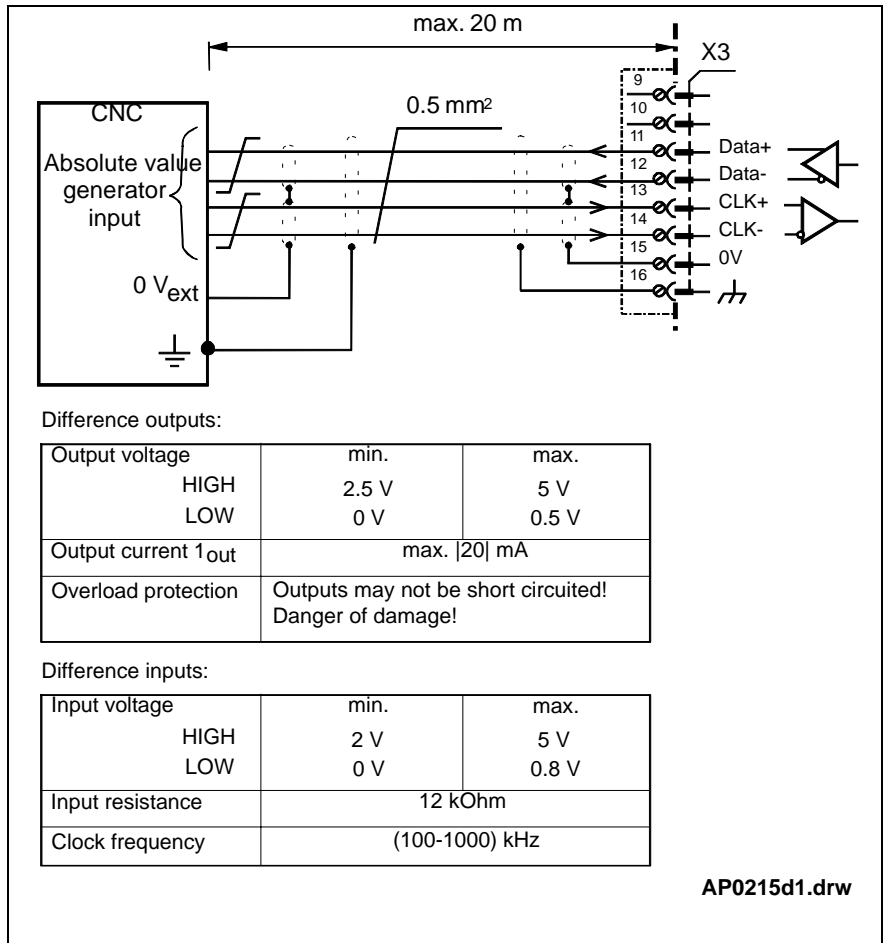 max. 20 m
X3
9
CNC
0.5 mm²
10
11
Data+
Absolute value
12
Data-
generator
13
CLK+
input
14
CLK-
15
0V
0 Vext
16
Difference outputs:
Output voltage min. max.
HIGH 2.5 V 5 V
LOW 0 V 0.5 V
Output current 1out max. |20| mA
Overload protection Outputs may not be short circuited!
Danger of damage!
Difference inputs:
Input voltage min. max.
HIGH 2 V 5 V
LOW 0 V 0.8 V
Input resistance 12 kOhm
Clock frequency (100-1000) kHz
AP0215d1.drw